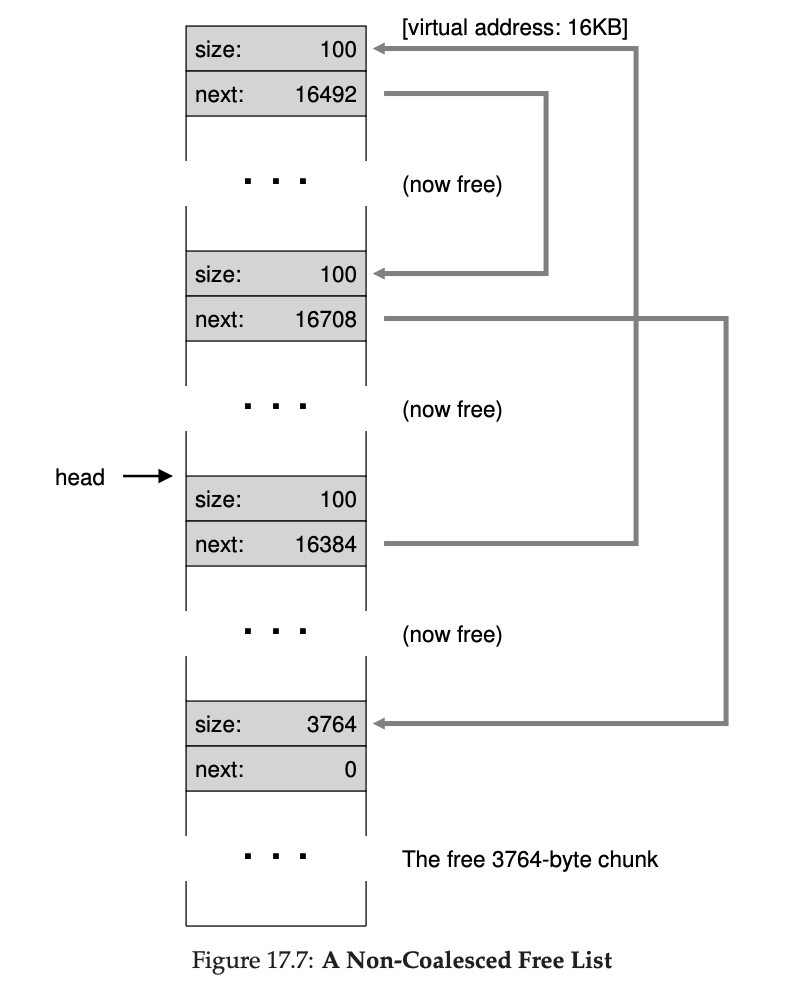 [virtual address: 16KB]
size: 100
next: 16492
. . .
(now free)
size: 100
next: 16708
. . .
(now free)
head
size: 100
next: 16384
. . .
(now free)
size: 3764
next: 0
. . .
The free 3764-byte chunk
Figure 17.7: A Non-Coalesced Free List